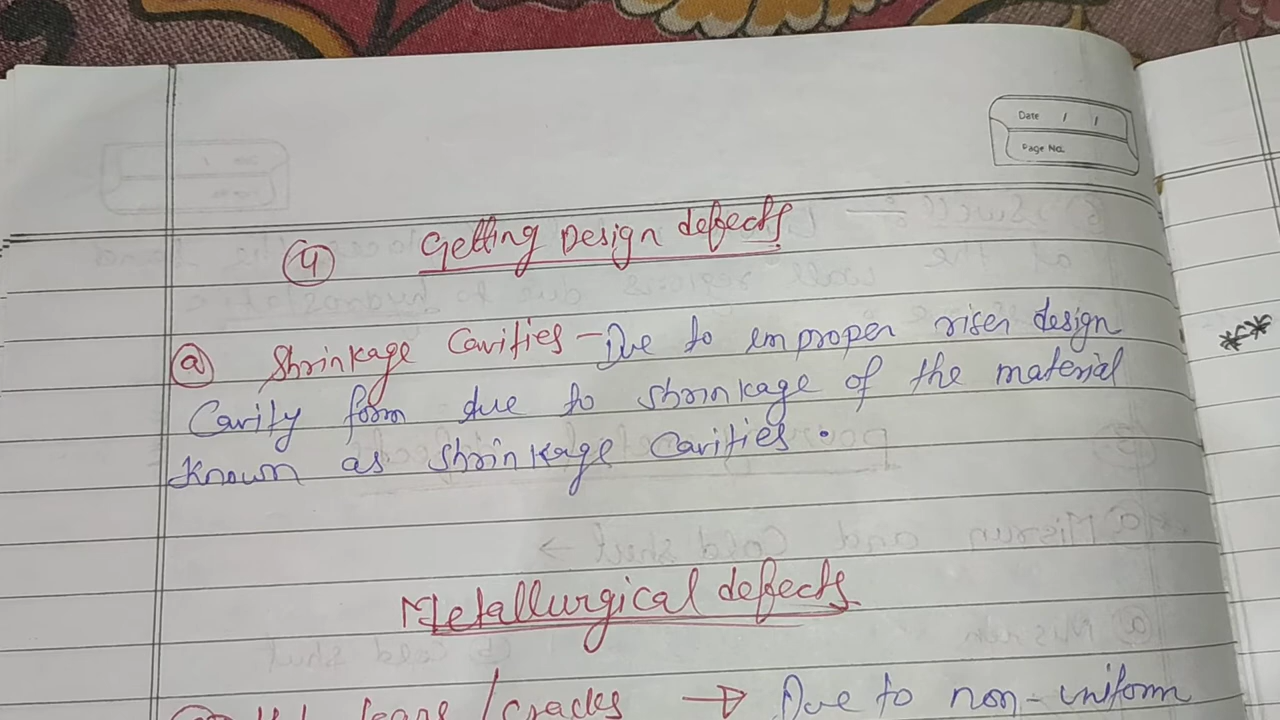 Date / /
Page No.
④ Getting Design defects
ⓐ Shrinkage Cavities - Due to improper riser design
Cavity form due to shrinkage of the material
known as shrinkage Cavities.
**
Metallurgical defects
tears/cracks → Due to non-uniform